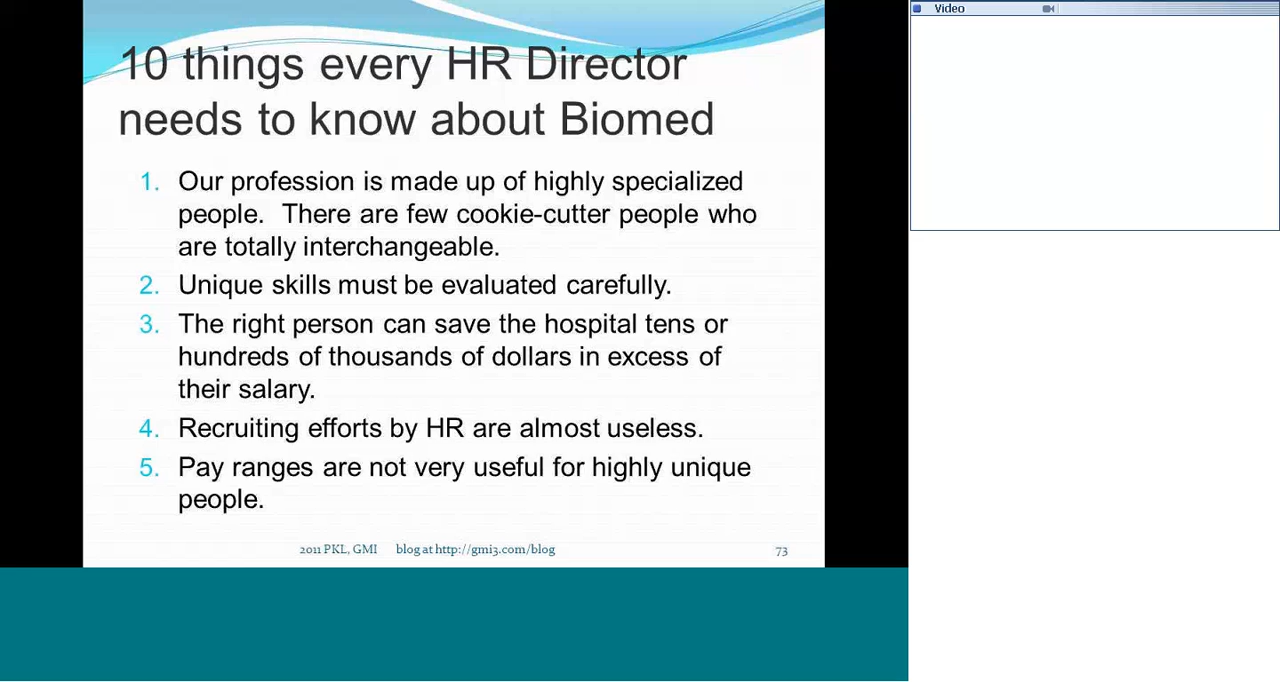 Video
10 things every HR Director
needs to know about Biomed
1. Our profession is made up of highly specialized
people.  There are few cookie-cutter people who
are totally interchangeable.
2. Unique skills must be evaluated carefully.
3. The right person can save the hospital tens or
hundreds of thousands of dollars in excess of
their salary.
4. Recruiting efforts by HR are almost useless.
5. Pay ranges are not very useful for highly unique
people.
2011 PKL, GMI blog at http://gmi3.com/blog 73